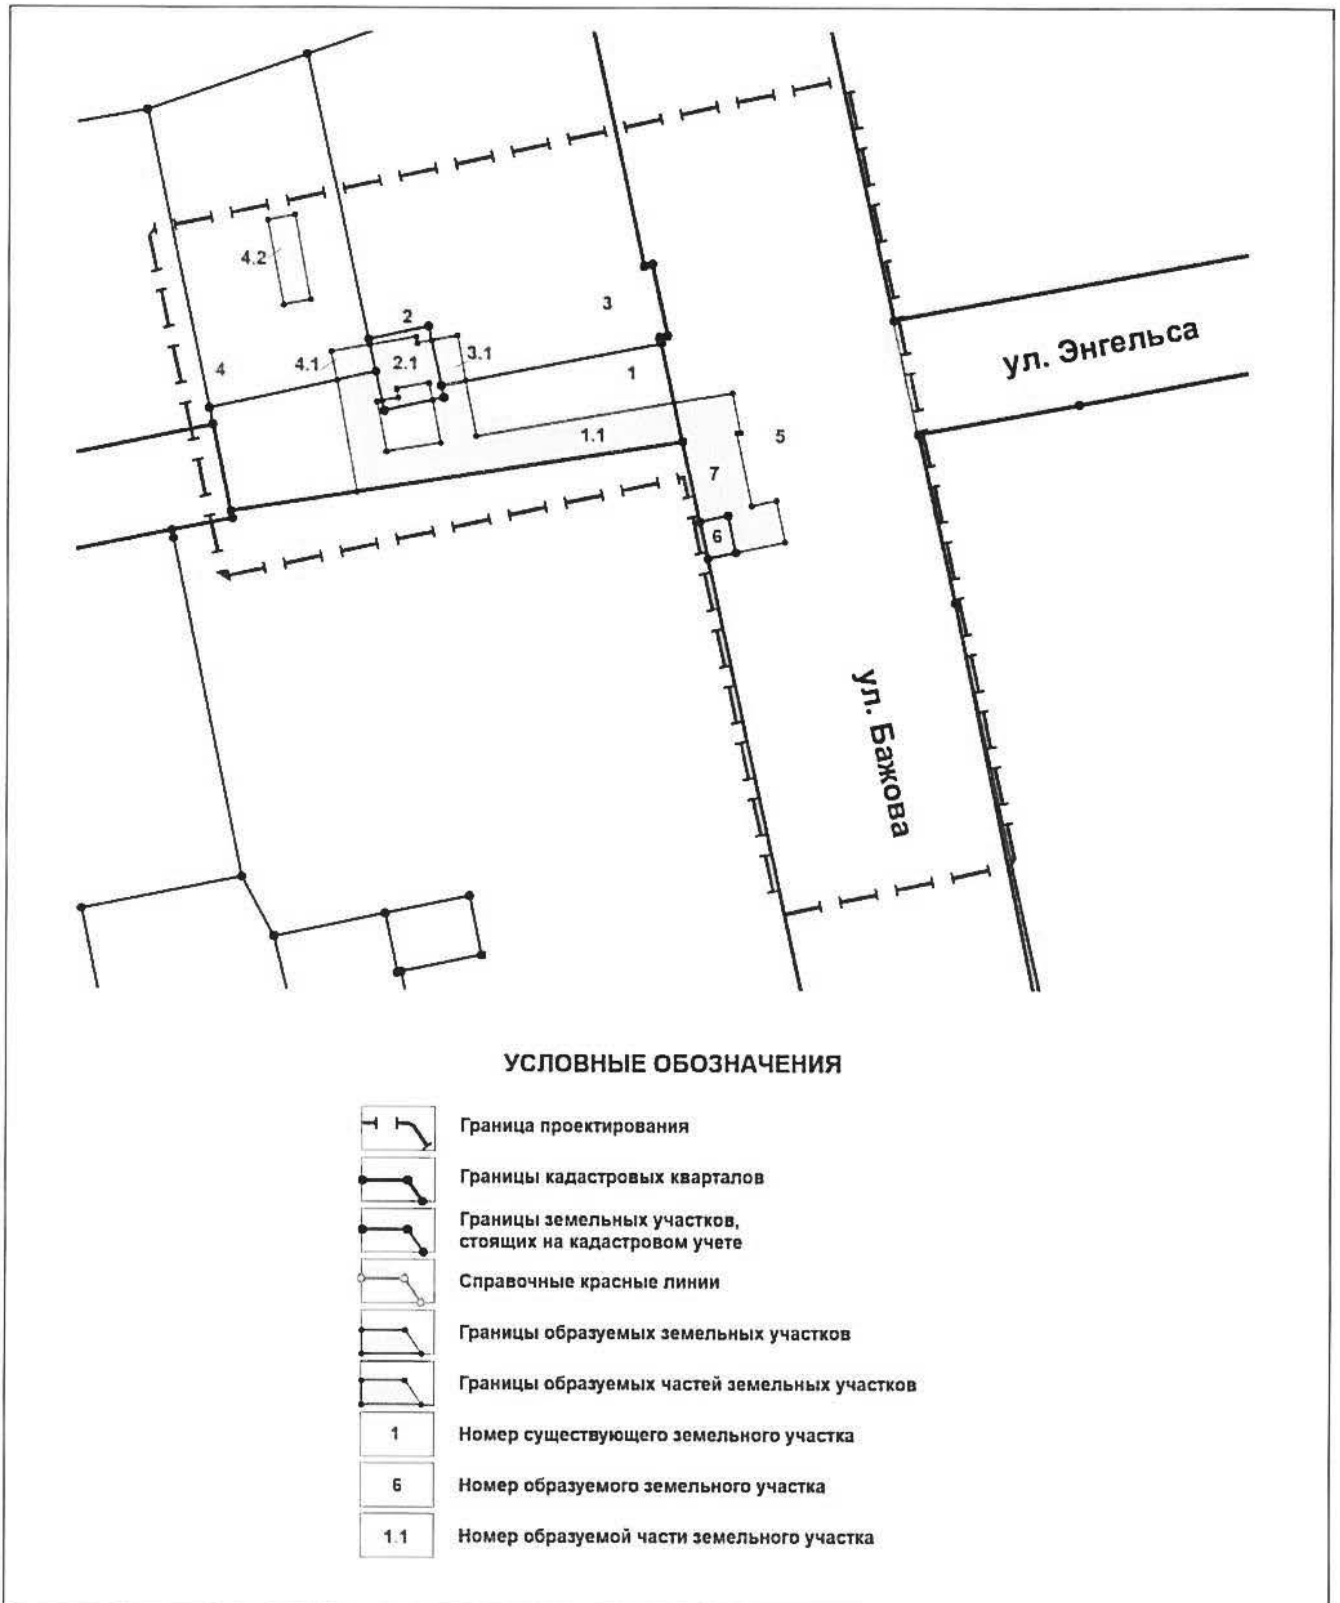 4.2
3
2
4
4.1
2.1
3.1
1
ул. Энгельса
1.1
5
7
6
ул. Бажова
УСЛОВНЫЕ ОБОЗНАЧЕНИЯ
Граница проектирования
Границы кадастровых кварталов
Границы земельных участков,
стоящих на кадастровом учете
Справочные красные линии
Границы образуемых земельных участков
Границы образуемых частей земельных участков
1 Номер существующего земельного участка
6 Номер образуемого земельного участка
1.1 Номер образуемой части земельного участка